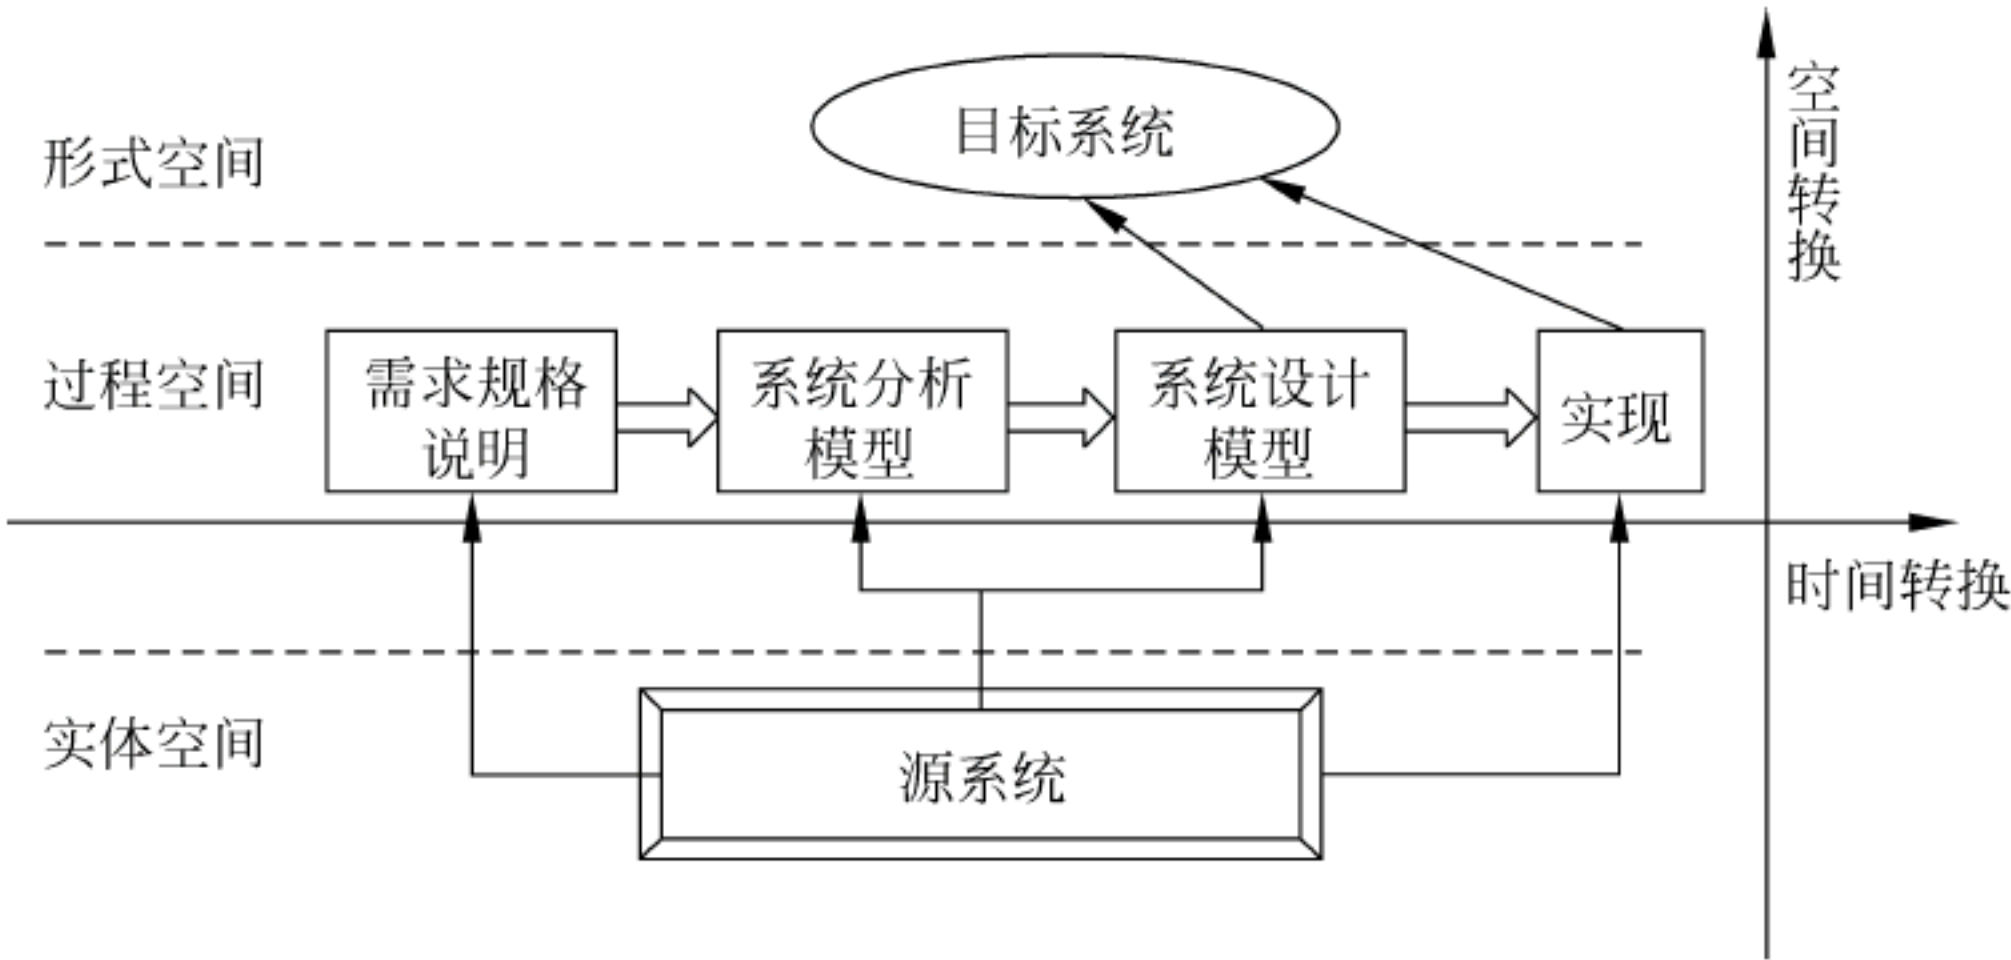 目标系统
形式空间
空间转换
过程空间
需求规格
说明
系统分析
模型
系统设计
模型
实现
时间转换
实体空间
源系统